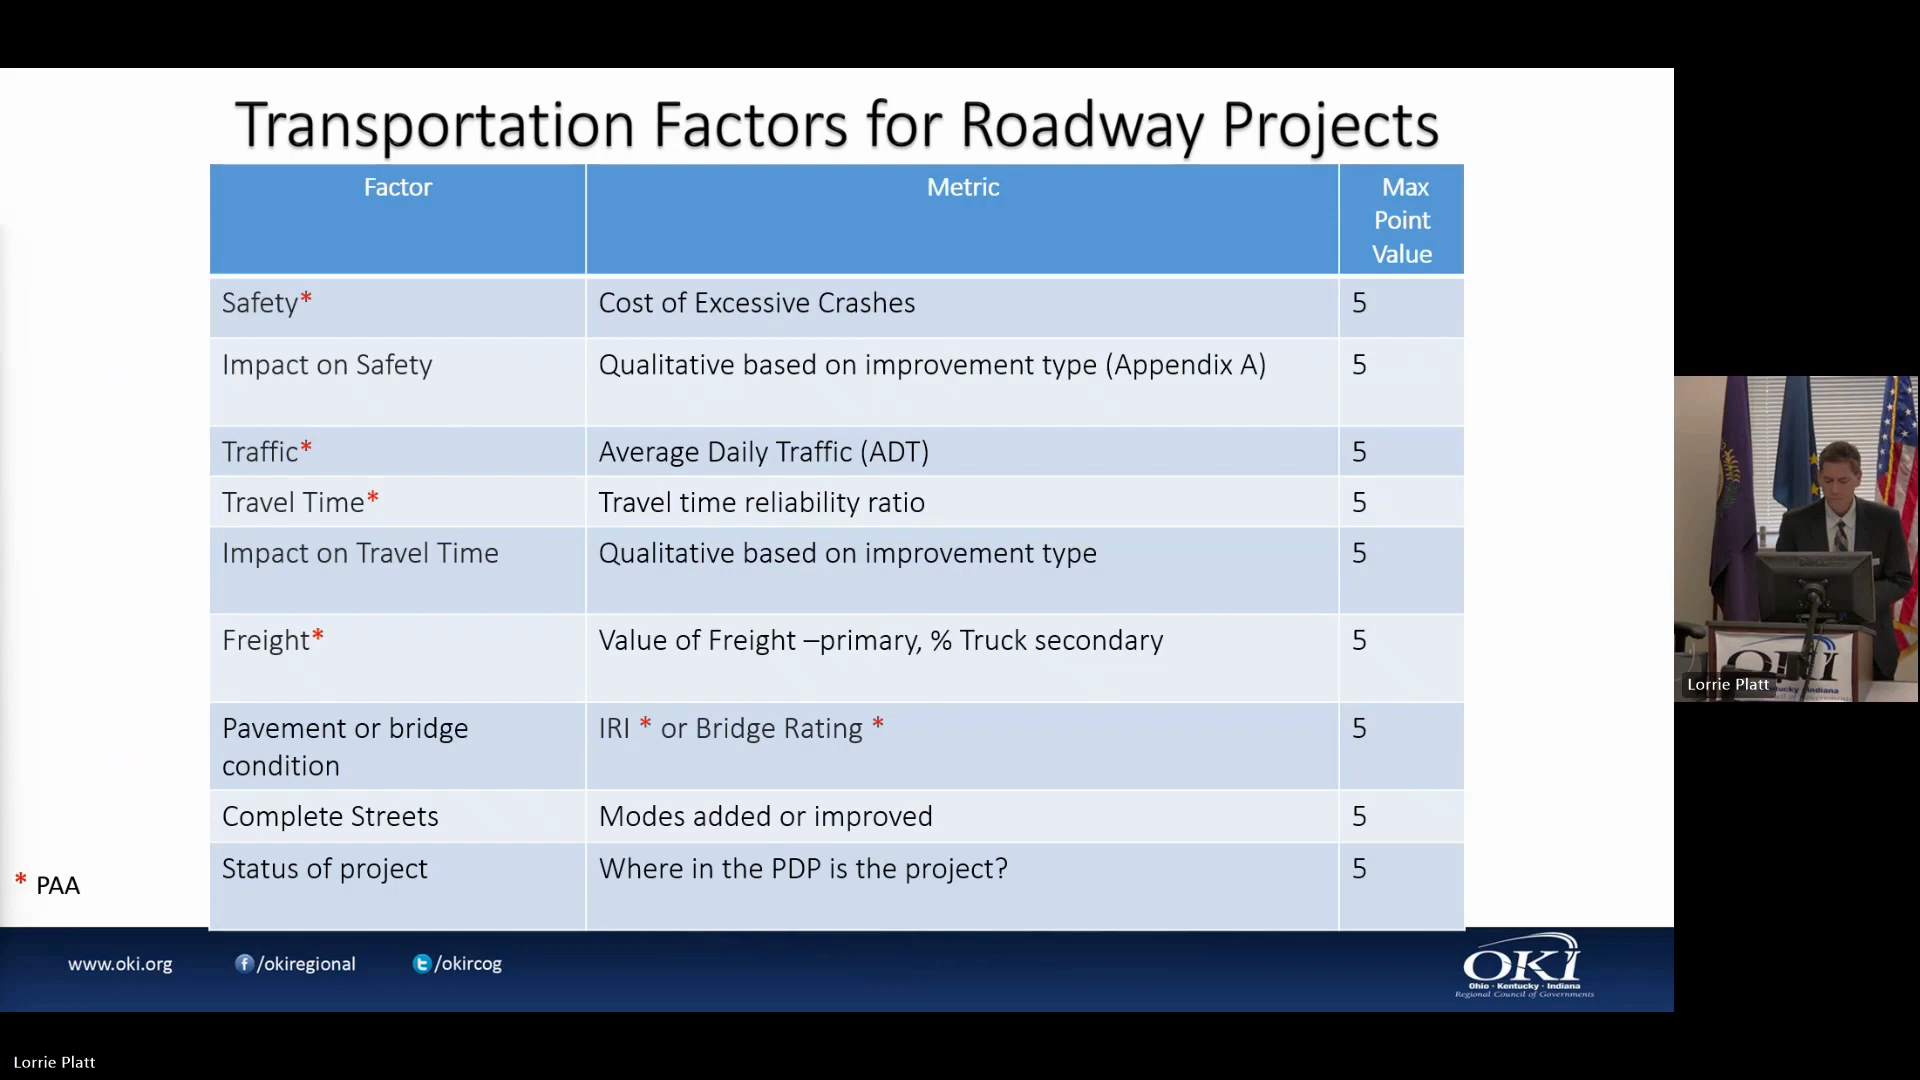 Transportation Factors for Roadway Projects
Factor
Metric
Max
Point
Value
Safety*
Cost of Excessive Crashes
5
Impact on Safety
Qualitative based on improvement type (Appendix A)
5
Traffic*
Average Daily Traffic (ADT)
5
Travel Time*
Travel time reliability ratio
5
Impact on Travel Time
Qualitative based on improvement type
5
Freight*
Value of Freight –primary, % Truck secondary
5
Pavement or bridge
condition
IRI * or Bridge Rating *
5
Complete Streets
Modes added or improved
5
Status of project
Where in the PDP is the project?
5
* PAA
www.oki.org
/okiregional
/okircog
OKI
Ohio · Kentucky · Indiana
Regional Council of Governments
OKI
Indiana
Lorrie Platt
Lorrie Platt